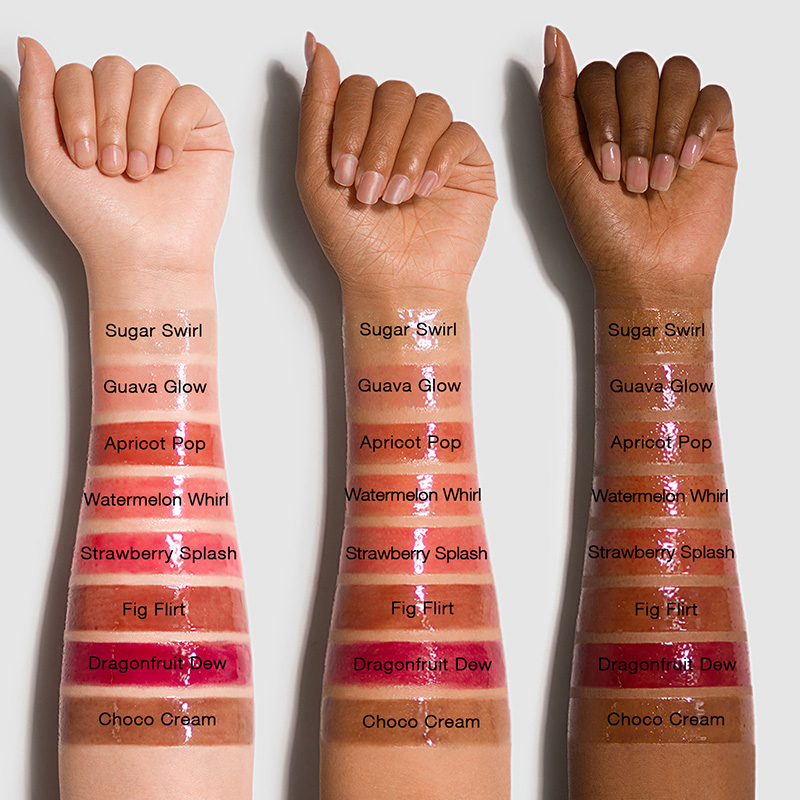 Sugar Swirl
Guava Glow
Apricot Pop
Watermelon Whirl
Strawberry Splash
Fig Flirt
Dragonfruit Dew
Choco Cream
Sugar Swirl
Guava Glow
Apricot Pop
Watermelon Whirl
Strawberry Splash
Fig Flirt
Dragonfruit Dew
Choco Cream
Sugar Swirl
Guava Glow
Apricot Pop
Watermelon Whirl
Strawberry Splash
Fig Flirt
Dragonfruit Dew
Choco Cream